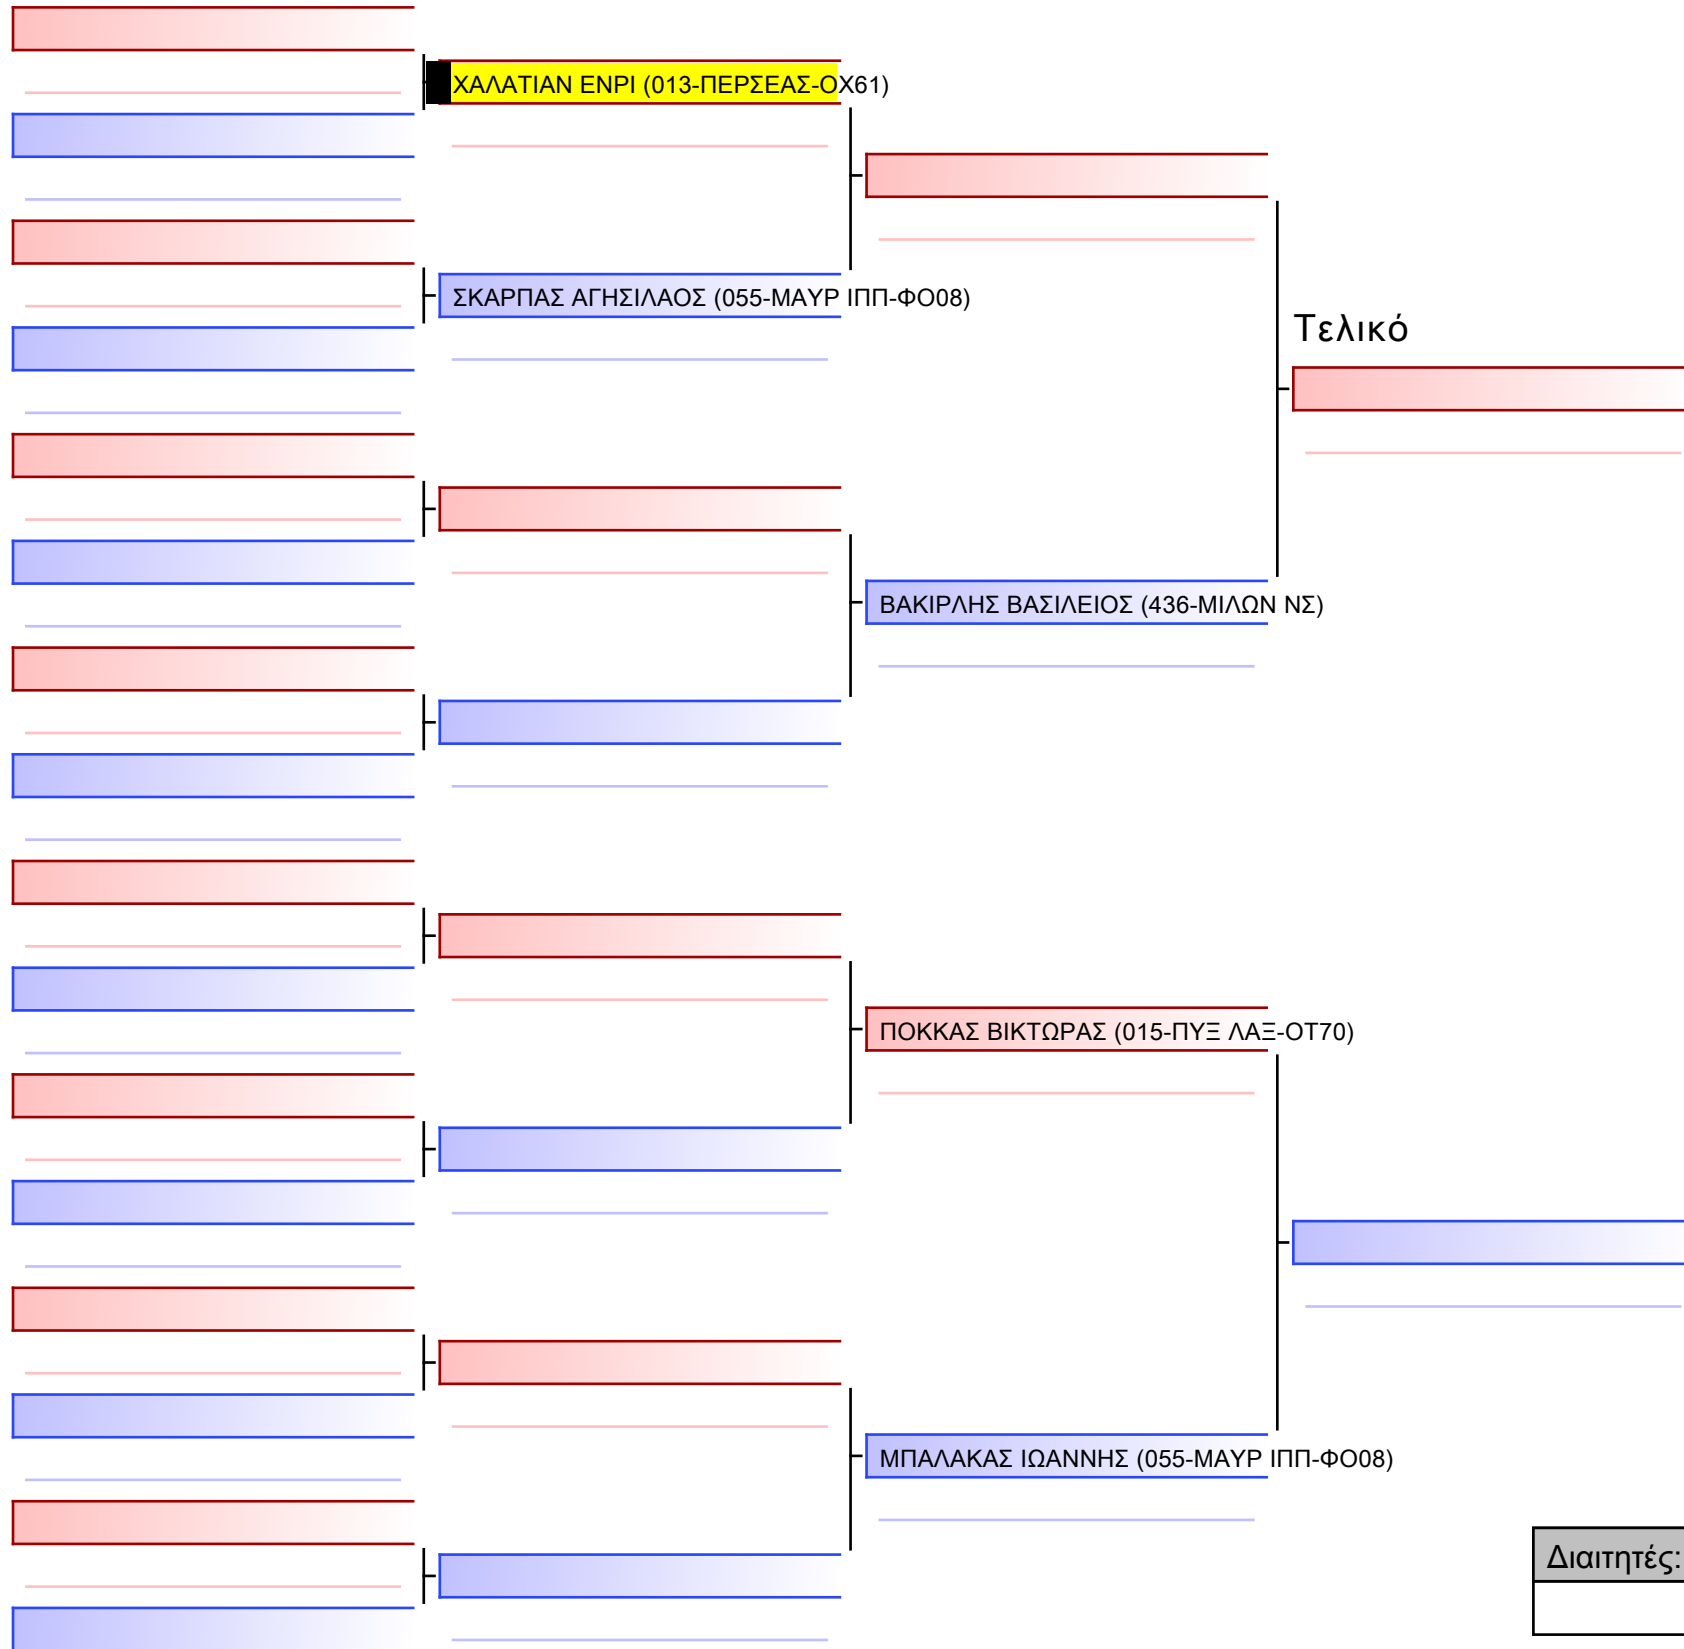 ΧΑΛΑΤΙΑΝ ΕΝΡΙ (013-ΠΕΡΣΕΑΣ-ΟΧ61)
ΣΚΑΡΠΑΣ ΑΓΗΣΙΛΑΟΣ (055-ΜΑΥΡ ΙΠΠ-ΦΟ08)
Τελικό
ΒΑΚΙΡΛΗΣ ΒΑΣΙΛΕΙΟΣ (436-ΜΙΛΩΝ ΝΣ)
ΠΟΚΚΑΣ ΒΙΚΤΩΡΑΣ (015-ΠΥΞ ΛΑΞ-ΟΤ70)
ΜΠΑΛΑΚΑΣ ΙΩΑΝΝΗΣ (055-ΜΑΥΡ ΙΠΠ-ΦΟ08)
Διαιτητές: